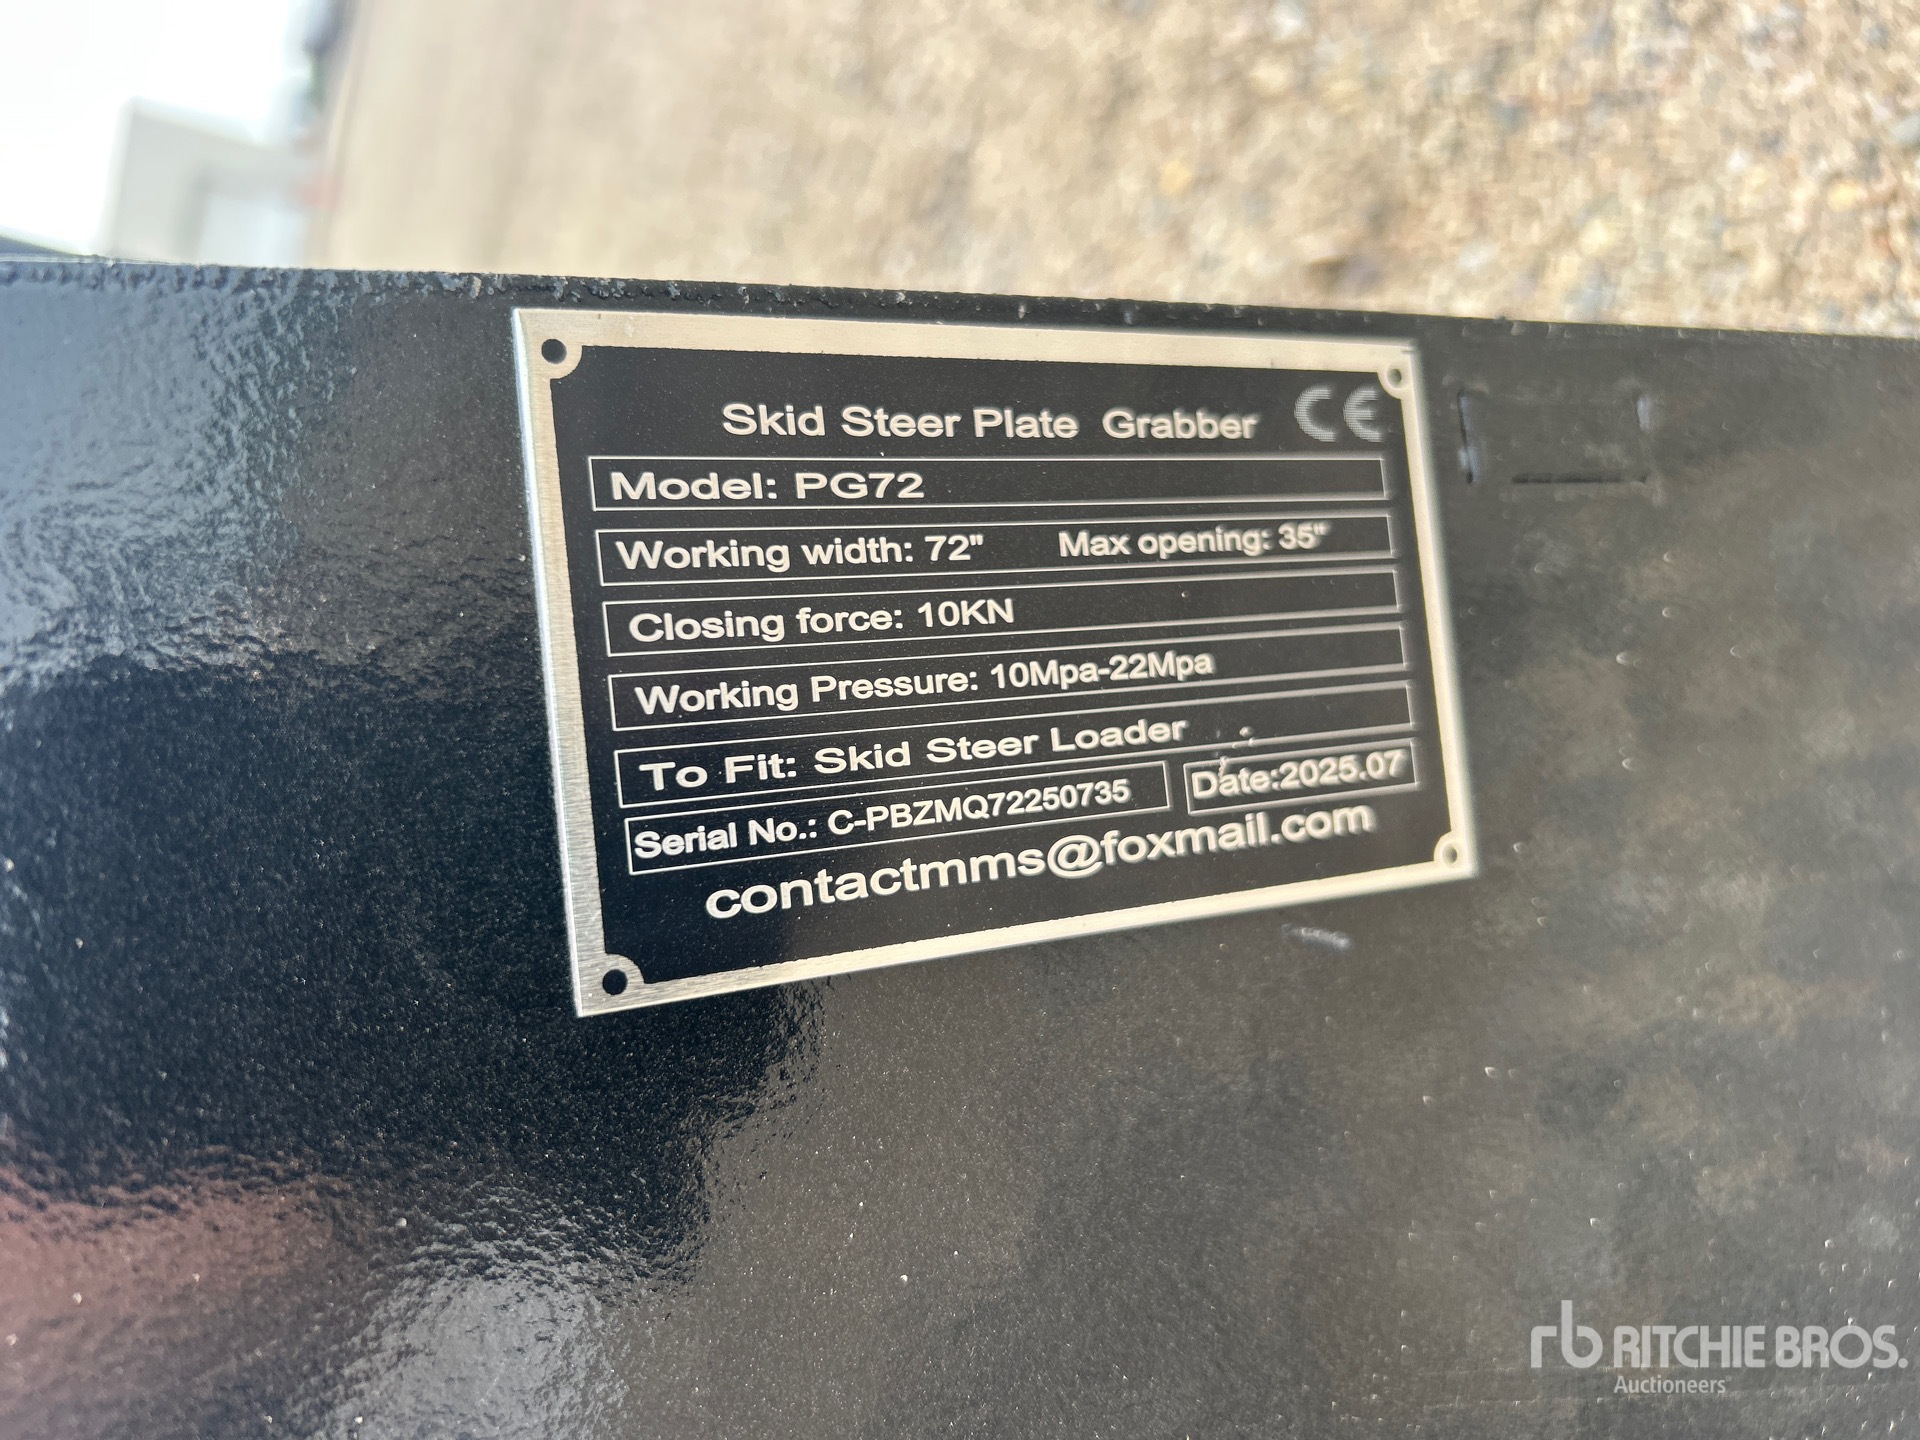 Skid Steer Plate Grabber CE
Model: PG72
Working width: 72" Max opening: 35"
Closing force: 10KN
Working Pressure: 10Mpa-22Mpa
To Fit: Skid Steer Loader
Serial No.: C-PBZMQ72250735 Date:2025.07
contactmms@foxmail.com
rb RITCHIE BROS.
Auctioneers